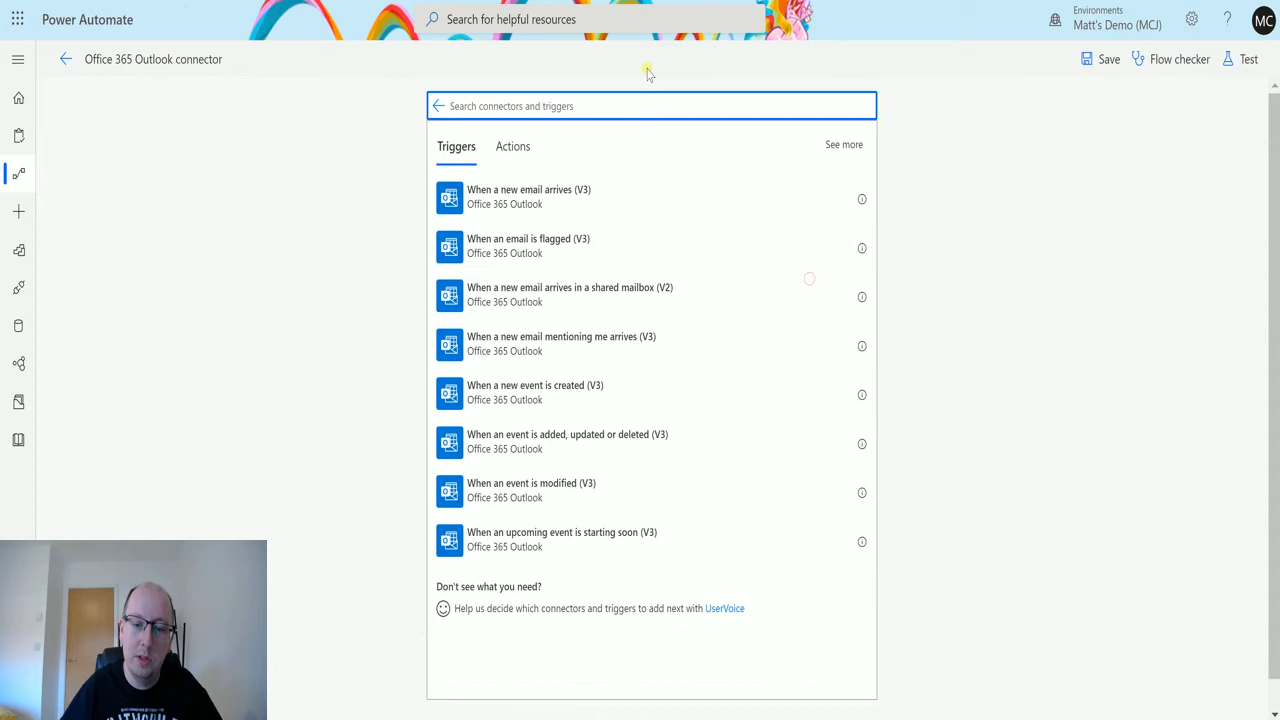 Power Automate
Search for helpful resources
Environments
Matt's Demo (MCJ)
?
MC
Office 365 Outlook connector
Save
Flow checker
Test
Search connectors and triggers
Triggers
Actions
See more
When a new email arrives (V3)
Office 365 Outlook
When an email is flagged (V3)
Office 365 Outlook
When a new email arrives in a shared mailbox (V2)
Office 365 Outlook
When a new email mentioning me arrives (V3)
Office 365 Outlook
When a new event is created (V3)
Office 365 Outlook
When an event is added, updated or deleted (V3)
Office 365 Outlook
When an event is modified (V3)
Office 365 Outlook
When an upcoming event is starting soon (V3)
Office 365 Outlook
Don't see what you need?
Help us decide which connectors and triggers to add next with UserVoice